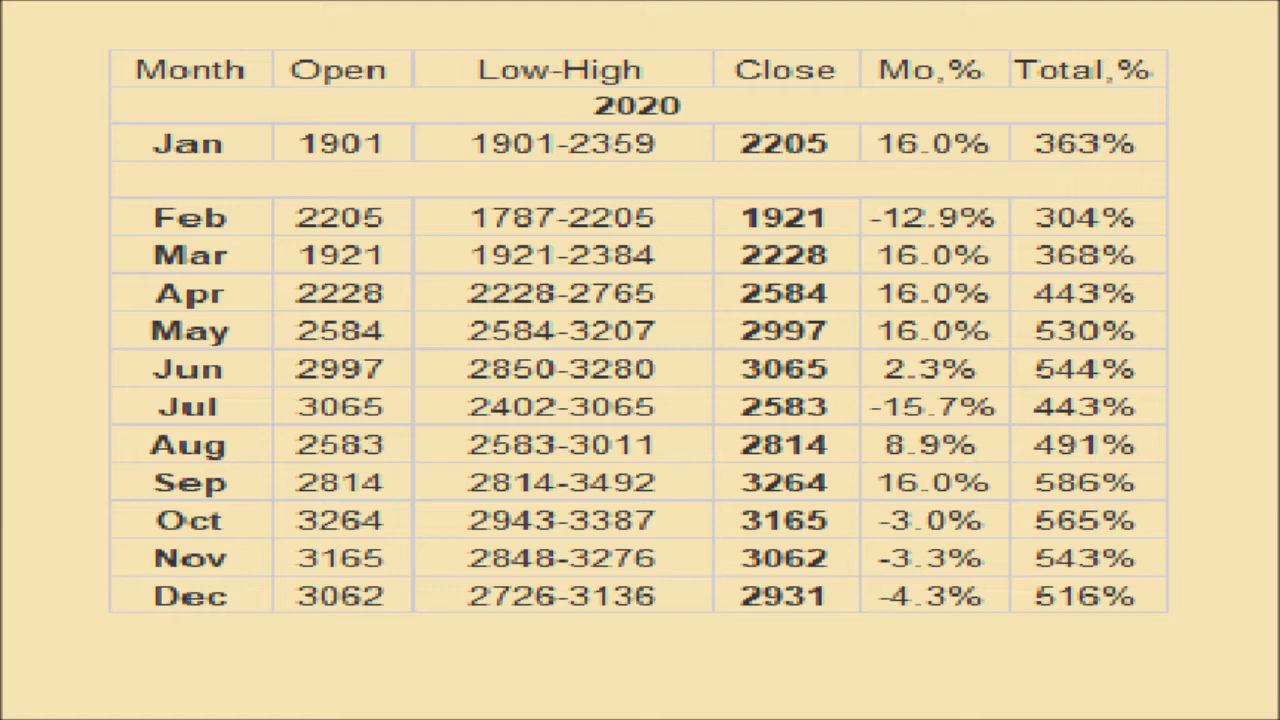 Month Open Low-High Close Mo,% Total,%
2020
Jan 1901 1901-2359 2205 16.0% 363%
Feb 2205 1787-2205 1921 -12.9% 304%
Mar 1921 1921-2384 2228 16.0% 368%
Apr 2228 2228-2765 2584 16.0% 443%
May 2584 2584-3207 2997 16.0% 530%
Jun 2997 2850-3280 3065 2.3% 544%
Jul 3065 2402-3065 2583 -15.7% 443%
Aug 2583 2583-3011 2814 8.9% 491%
Sep 2814 2814-3492 3264 16.0% 586%
Oct 3264 2943-3387 3165 -3.0% 565%
Nov 3165 2848-3276 3062 -3.3% 543%
Dec 3062 2726-3136 2931 -4.3% 516%